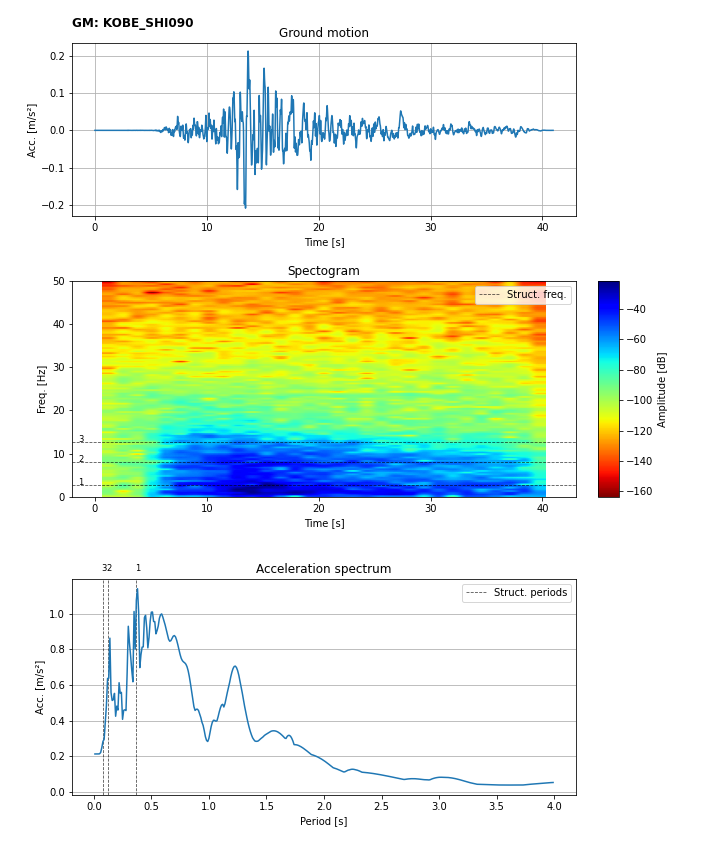 GM: KOBE_SHI090
Ground motion
0.2
0.1
0.0
−0.1
−0.2
Acc. [m/s²]
0 10 20 30 40
Time [s]
Spectogram
50
40
30
20
10
0
Freq. [Hz]
Struct. freq.
3
2
1
0 10 20 30 40
Time [s]
−40
−60
−80
−100
−120
−140
−160
Amplitude [dB]
32 1
Acceleration spectrum
Struct. periods
1.0
0.8
0.6
0.4
0.2
0.0
Acc. [m/s²]
0.0 0.5 1.0 1.5 2.0 2.5 3.0 3.5 4.0
Period [s]